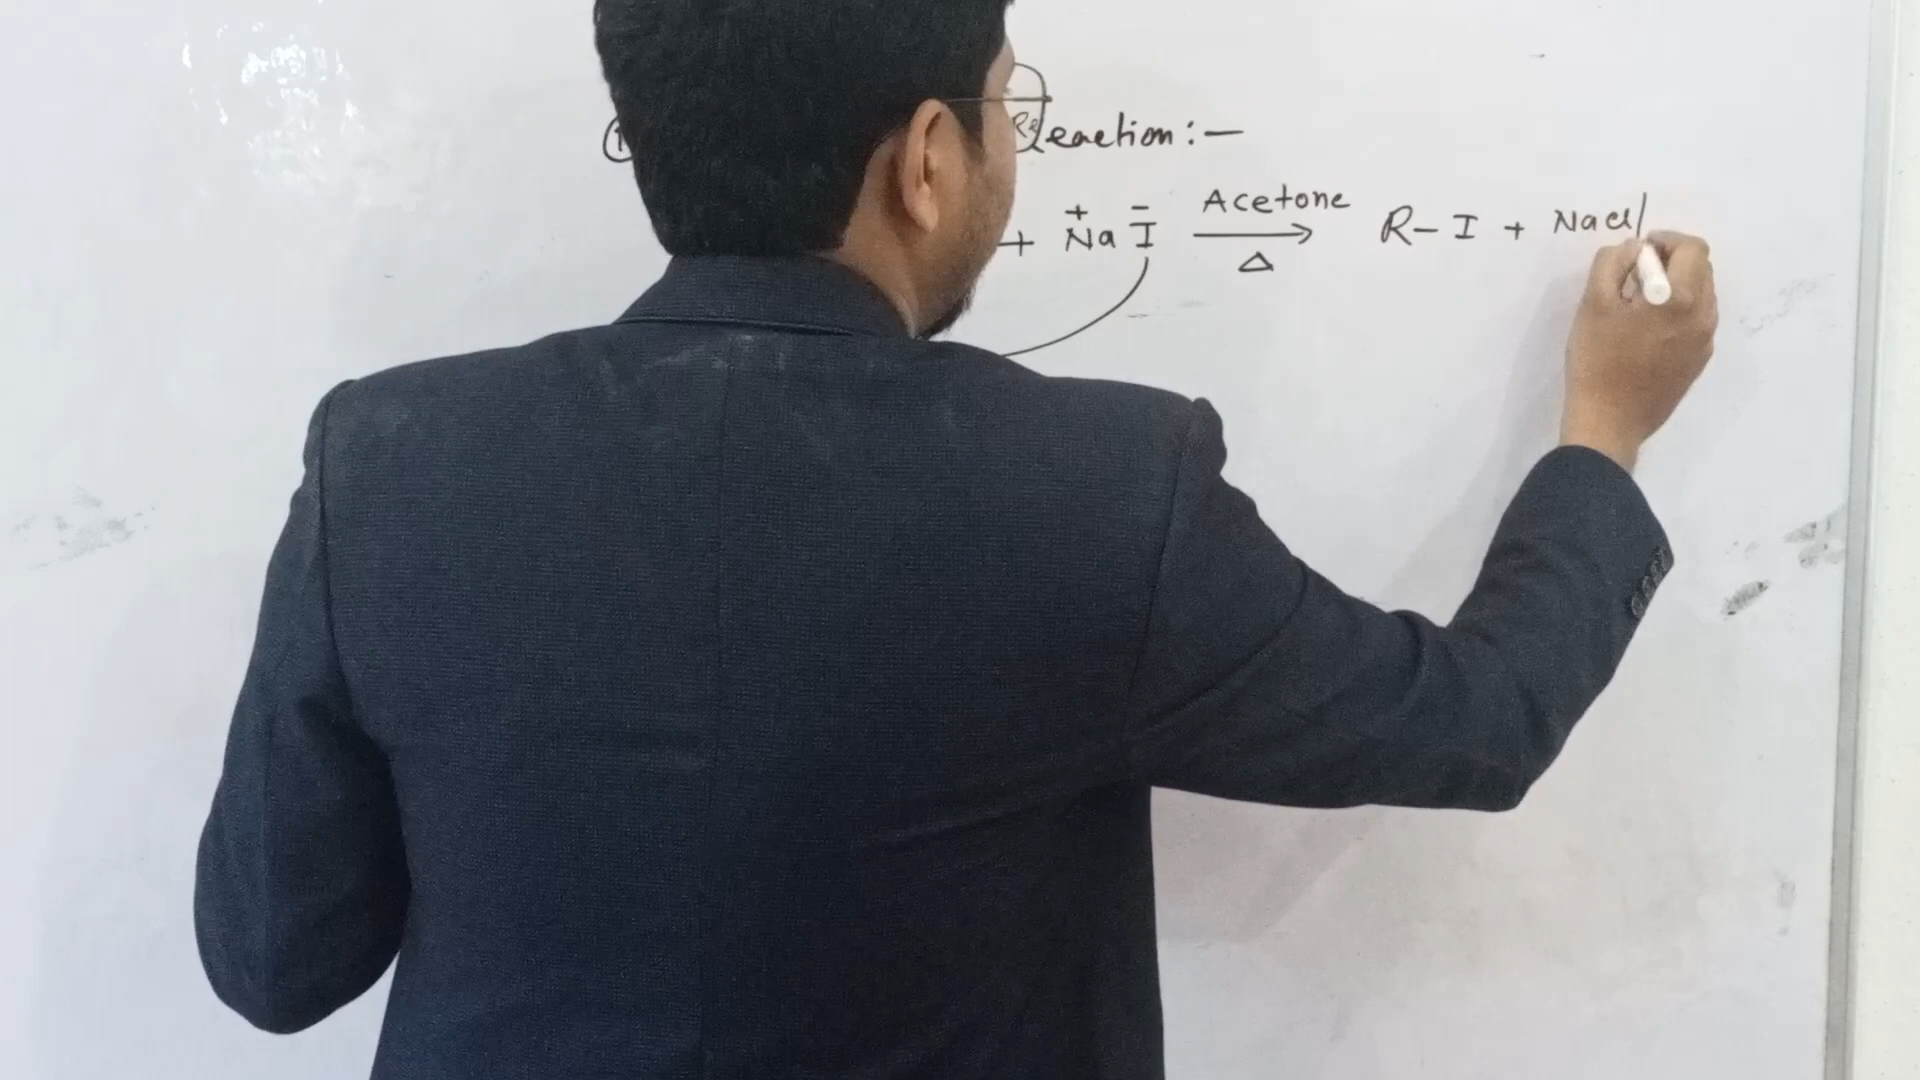 Reaction :—
+ Na⁺ I⁻ Acetone → Δ R–I + NaCl/